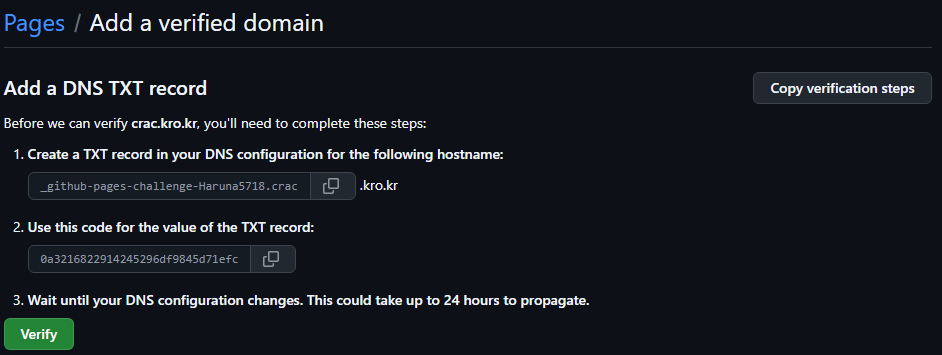 Pages / Add a verified domain
Add a DNS TXT record
Copy verification steps
Before we can verify crac.kro.kr, you'll need to complete these steps:
1. Create a TXT record in your DNS configuration for the following hostname:
_github-pages-challenge-Haruna5718.crac .kro.kr
2. Use this code for the value of the TXT record:
0a3216822914245296df9845d71efc
3. Wait until your DNS configuration changes. This could take up to 24 hours to propagate.
Verify